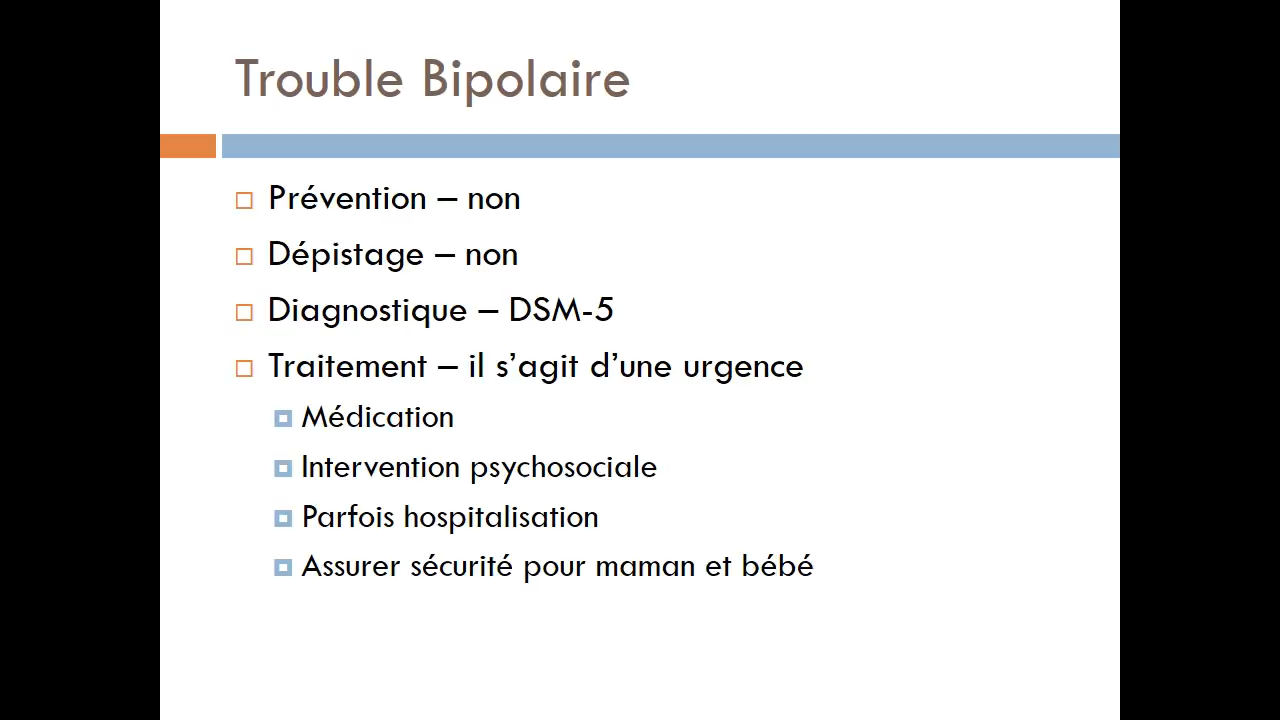 Trouble Bipolaire
Prévention – non
Dépistage – non
Diagnostique – DSM-5
Traitement – il s’agit d’une urgence
Médication
Intervention psychosociale
Parfois hospitalisation
Assurer sécurité pour maman et bébé